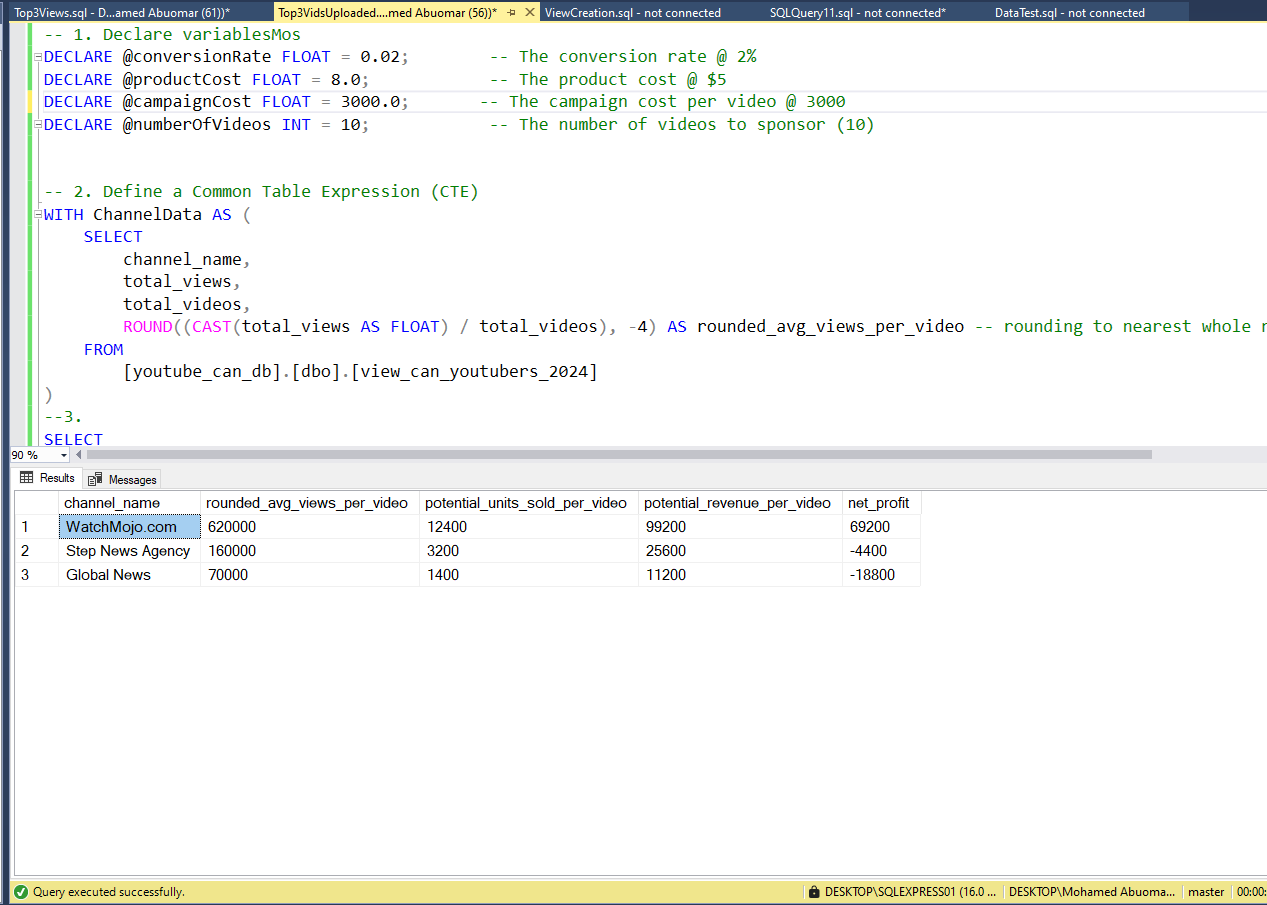 Top3Views.sql - D...amed Abuomar (61))* Top3VidsUploaded....med Abuomar (56))* ViewCreation.sql - not connected SQLQuery11.sql - not connected* DataTest.sql - not connected
-- 1. Declare variablesMos
DECLARE @conversionRate FLOAT = 0.02; -- The conversion rate @ 2%
DECLARE @productCost FLOAT = 8.0; -- The product cost @ $5
DECLARE @campaignCost FLOAT = 3000.0; -- The campaign cost per video @ 3000
DECLARE @numberOfVideos INT = 10; -- The number of videos to sponsor (10)
-- 2. Define a Common Table Expression (CTE)
WITH ChannelData AS (
SELECT
channel_name,
total_views,
total_videos,
ROUND((CAST(total_views AS FLOAT) / total_videos), -4) AS rounded_avg_views_per_video -- rounding to nearest whole
FROM
[youtube_can_db].[dbo].[view_can_youtubers_2024]
)
--3.
SELECT
90 %
Results Messages
channel_name rounded_avg_views_per_video potential_units_sold_per_video potential_revenue_per_video net_profit
1 WatchMojo.com 620000 12400 99200 69200
2 Step News Agency 160000 3200 25600 -4400
3 Global News 70000 1400 11200 -18800
Query executed successfully. DESKTOP\SQLEXPRESS01 (16.0 ... DESKTOP\Mohamed Abuoma... master 00:00: